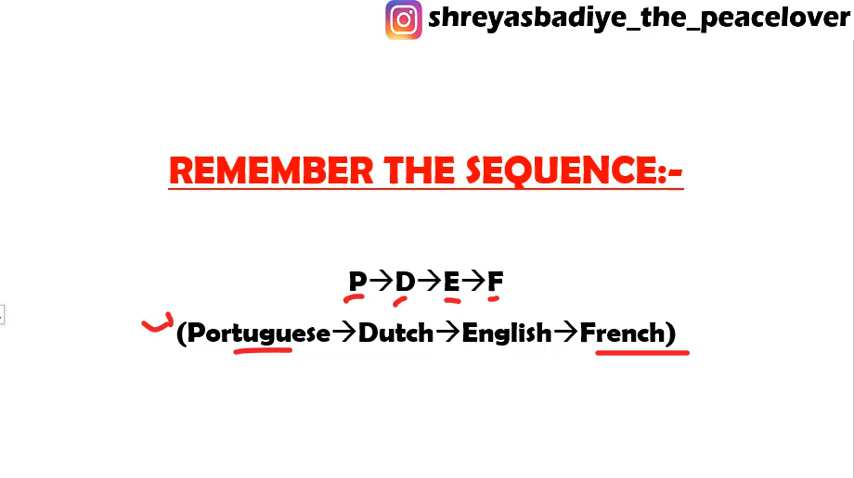 shreyasbadiye_the_peacelover
REMEMBER THE SEQUENCE:-
P→D→E→F
(Portuguese→Dutch→English→French)